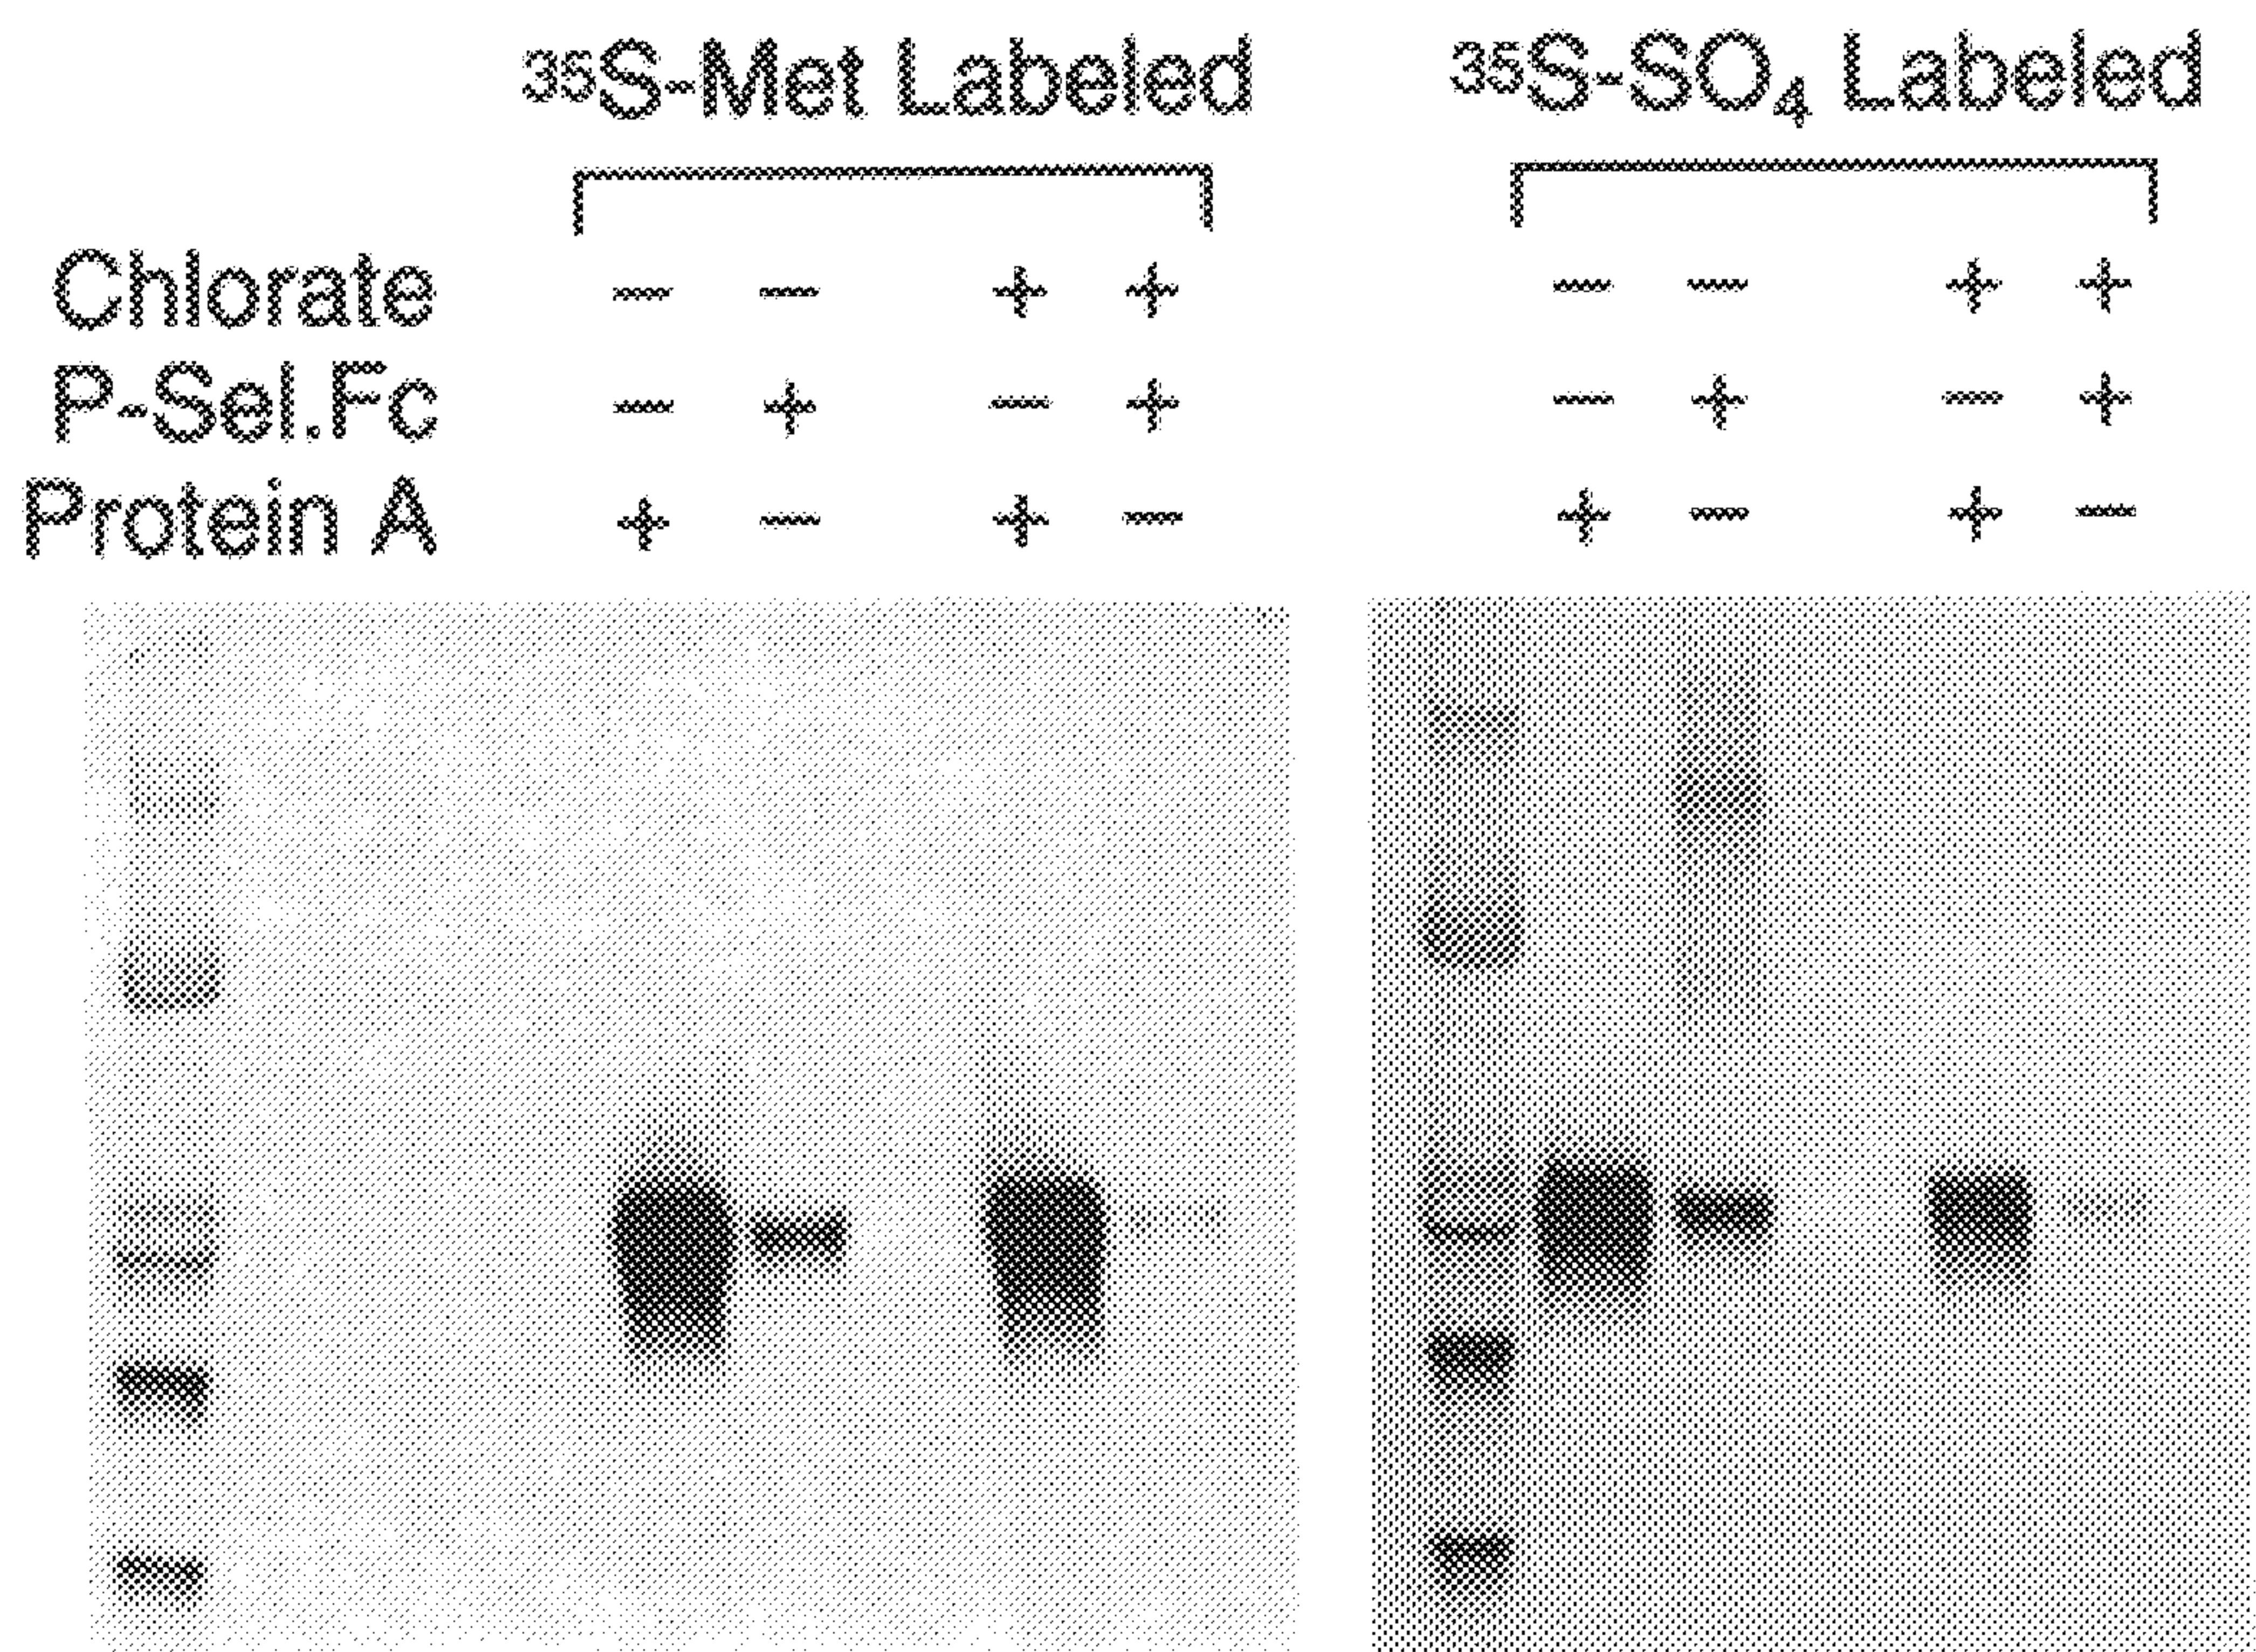 ³⁵S-Met Labeled ³⁵S-SO₄ Labeled
Chlorate — — + + — — + +
P-Sel.Fc — + — + — + — +
Protein A + — + — + — + —